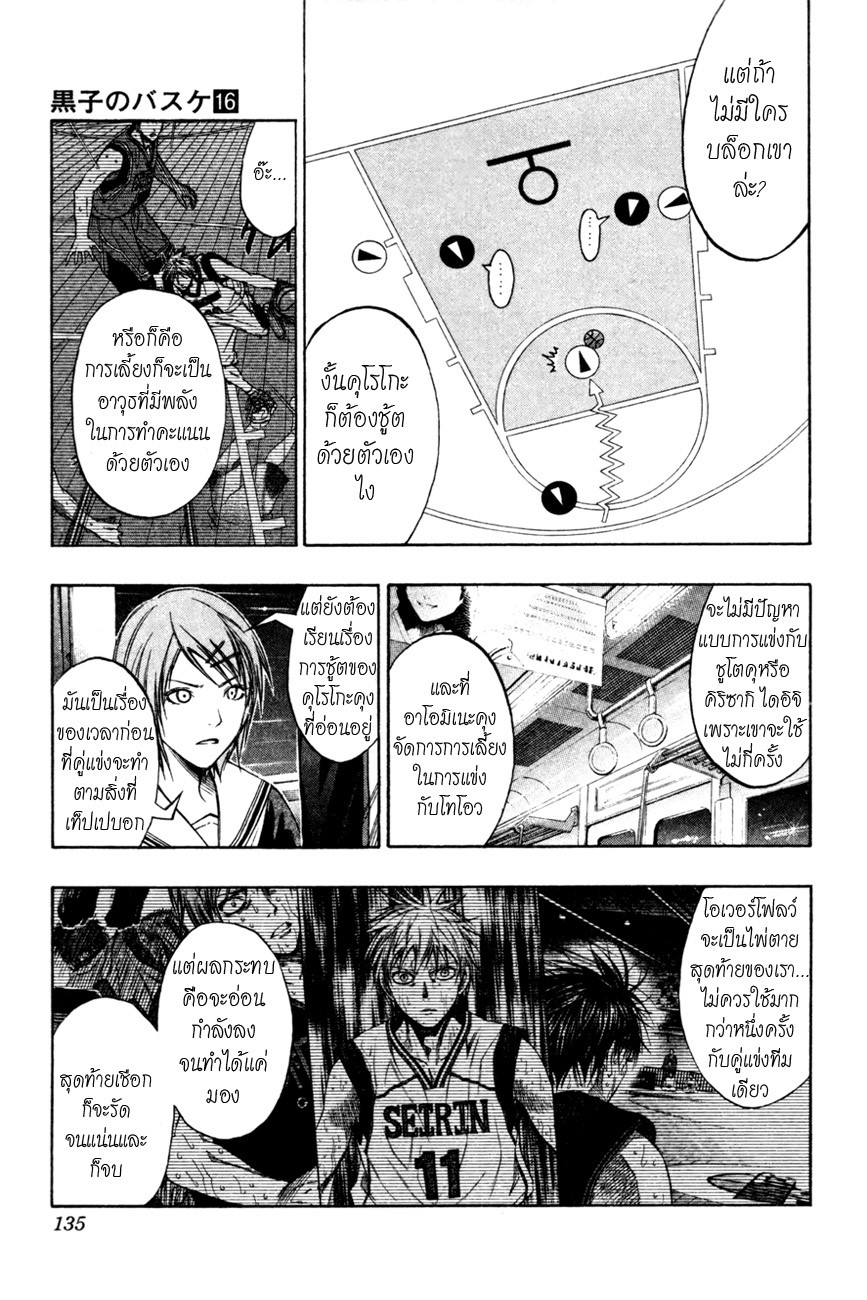 黒子のバスケ16
แต่ถ้า
ไม่มีใคร
บล็อกเขา
ล่ะ?
งั้นคุโรโกะ
ก็ต้องชู้ต
ด้วยตัวเอง
ไง
อ๊ะ...
หรือก็คือ
การเลี้ยงก็จะเป็น
อาวุธที่มีพลัง
ในการทำคะแนน
ด้วยตัวเอง
จะไม่มีปัญหา
แบบการแข่งกับ
ชูโตคุหรือ
คิริซากิ ไดอิจิ
เพราะเขาจะใช้
ไม่กี่ครั้ง
และที่
อาโอมิเนะคุง
จัดการการเลี้ยง
ในการแข่ง
กับโทโอว
แต่ยังต้อง
เรียนเรื่อง
การชู้ตของ
คุโรโกะคุง
ที่อ่อนอยู่
มันเป็นเรื่อง
ของเวลาก่อน
ที่คู่แข่งจะทำ
ตามสิ่งที่
เท็ปเปบอก
โอเวอร์โฟลว์
จะเป็นไพ่ตาย
สุดท้ายของเรา...
ไม่ควรใช้มาก
กว่าหนึ่งครั้ง
กับคู่แข่งทีม
เดียว
แต่ผลกระทบ
คือจะอ่อน
กำลังลง
จนทำได้แค่
มอง
สุดท้ายเชือก
ก็จะรัด
จนแน่นและ
ก็จบ
SEIRIN
11
135